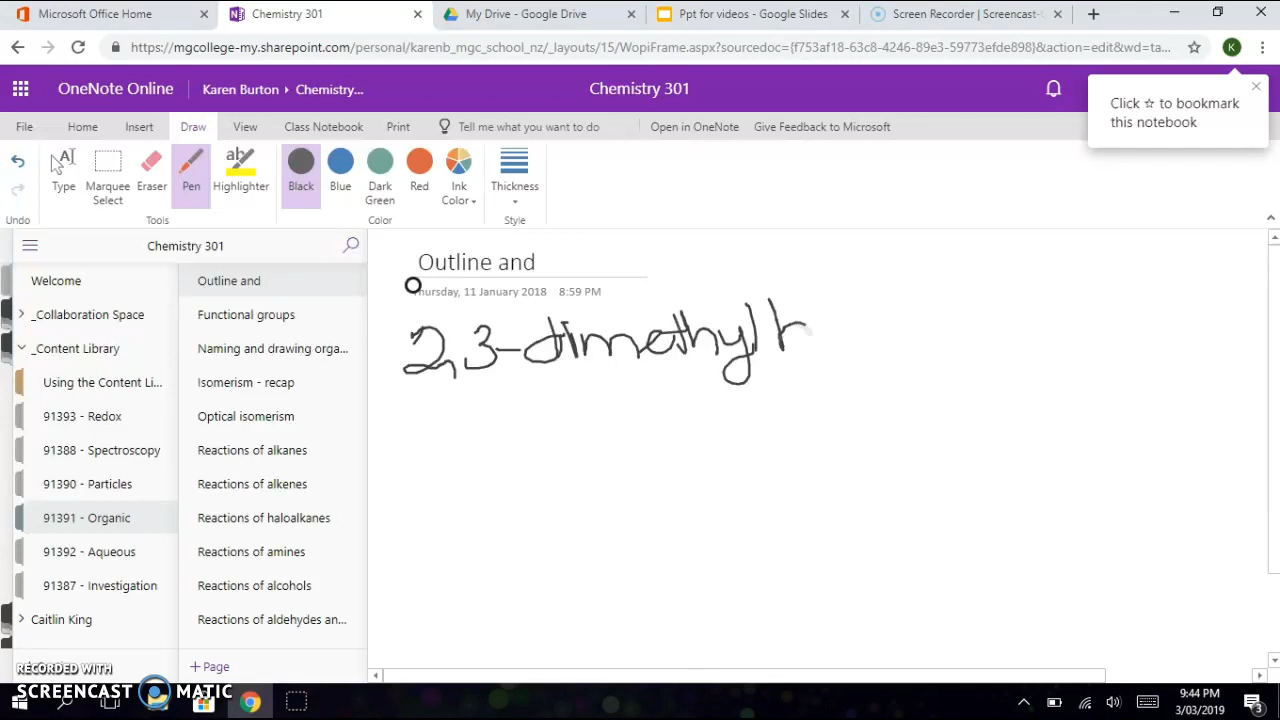 Microsoft Office Home
Chemistry 301
My Drive - Google Drive
Ppt for videos - Google Slides
Screen Recorder | Screencast-
https://mgcollege-my.sharepoint.com/personal/karenb_mgc_school_nz/_layouts/15/WopiFrame.aspx?sourcedoc={f753af18-63c8-4246-89e3-59773efde898}&action=edit&wd=ta...
K
OneNote Online
Karen Burton › Chemistry...
Chemistry 301
Click ☆ to bookmark
this notebook
File Home Insert Draw View Class Notebook Print Tell me what you want to do Open in OneNote Give Feedback to Microsoft
Type Marquee Select Eraser Pen Highlighter Black Blue Dark Green Red Ink Color Thickness
Undo Tools Color Style
Chemistry 301
Welcome
_Collaboration Space
_Content Library
Using the Content Li...
91393 - Redox
91388 - Spectroscopy
91390 - Particles
91391 - Organic
91392 - Aqueous
91387 - Investigation
Caitlin King
Outline and
Functional groups
Naming and drawing orga...
Isomerism - recap
Optical isomerism
Reactions of alkanes
Reactions of alkenes
Reactions of haloalkanes
Reactions of amines
Reactions of alcohols
Reactions of aldehydes an...
+ Page
Outline and
hursday, 11 January 2018 8:59 PM
2,3-dimethyl h
RECORDED WITH
SCREENCAST MATIC
9:44 PM
3/03/2019
3